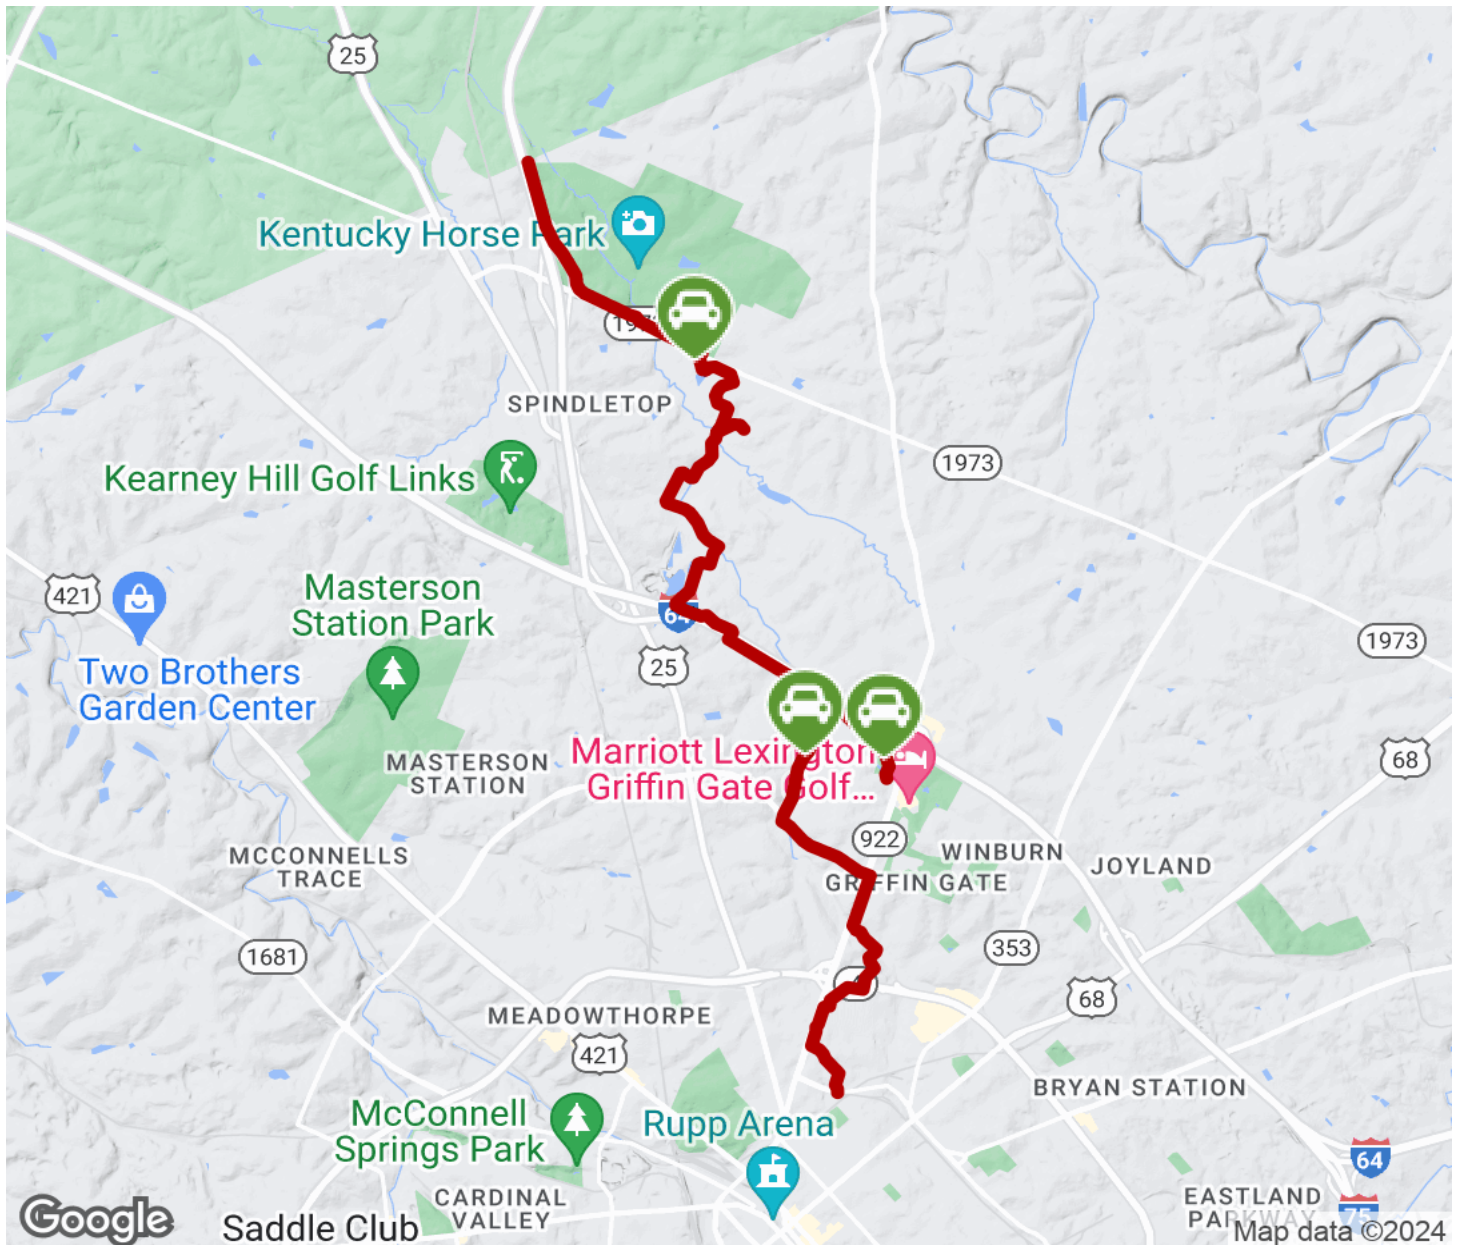 25
Kentucky Horse Park
SPINDLETOP
Kearney Hill Golf Links
1973
421
Masterson
Station Park
64
1973
25
Two Brothers
Garden Center
68
MASTERSON
STATION
Marriott Lexington
Griffin Gate Golf...
922
MCCONNELLS
TRACE
WINBURN
JOYLAND
GRIFFIN GATE
353
1681
68
MEADOWTHORPE
421
BRYAN STATION
McConnell
Springs Park
Rupp Arena
64
CARDINAL
VALLEY
EASTLAND
PARKWAY
75
Google
Saddle Club
Map data ©2024